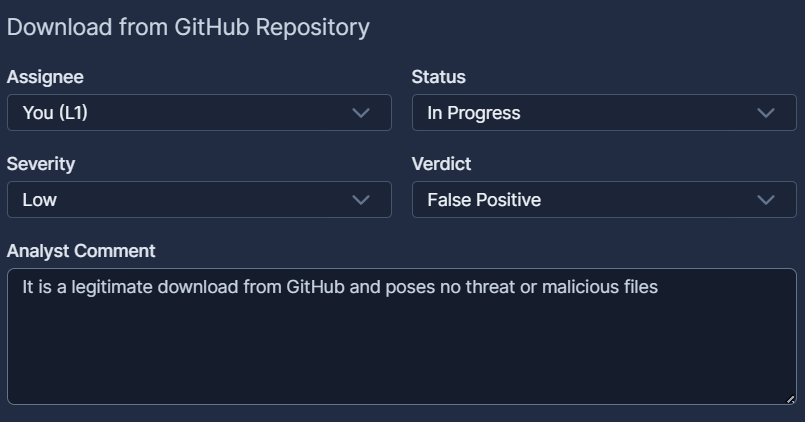 Download from GitHub Repository
Assignee
Status
You (L1)
In Progress
Severity
Verdict
Low
False Positive
Analyst Comment
It is a legitimate download from GitHub and poses no threat or malicious files